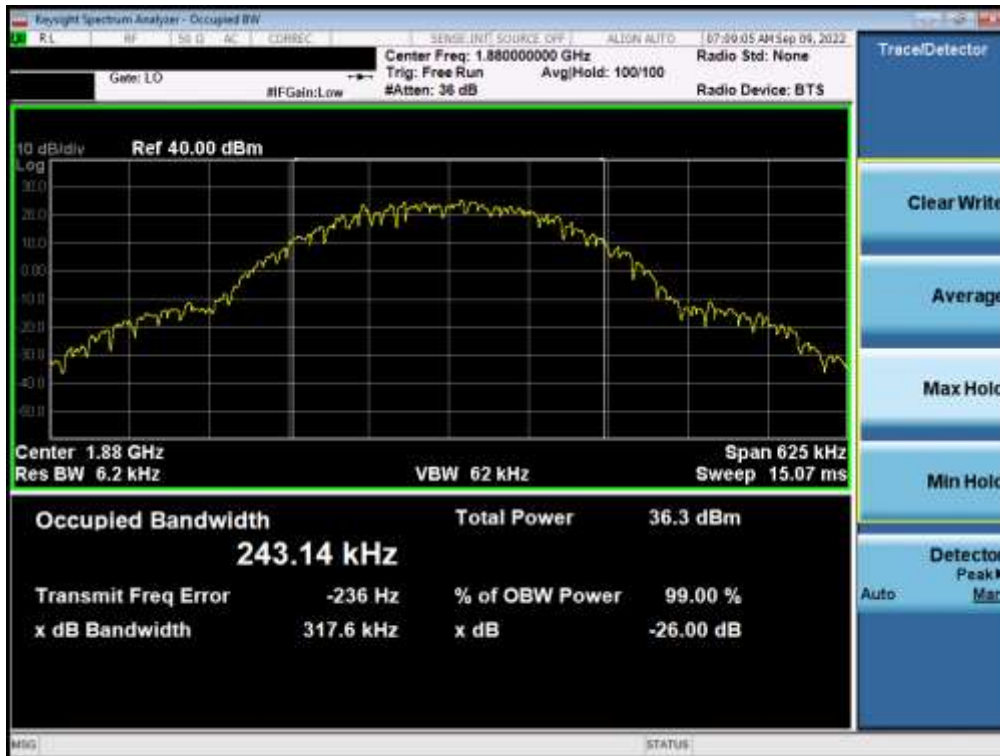 Keysight Spectrum Analyzer - Occupied BW
RL RF 50 Ω AC CORREC SENSE:INT SOURCE OFF ALIGN AUTO 07:09:05 AM Sep 09, 2022
Center Freq: 1.880000000 GHz Radio Std: None
Gate: LO Trig: Free Run Avg|Hold: 100/100
#IFGain:Low #Atten: 36 dB Radio Device: BTS
Trace/Detector
10 dB/div Ref 40.00 dBm
Log
30.0
20.0
10.0
0.00
-10.0
-20.0
-30.0
-40.0
-50.0
Center 1.88 GHz Span 625 kHz
Res BW 6.2 kHz VBW 62 kHz Sweep 15.07 ms
Clear Write
Average
Max Hold
Min Hold
Detector
Peak
Auto Man
Occupied Bandwidth Total Power 36.3 dBm
243.14 kHz
Transmit Freq Error -236 Hz % of OBW Power 99.00 %
x dB Bandwidth 317.6 kHz x dB -26.00 dB
MSG STATUS